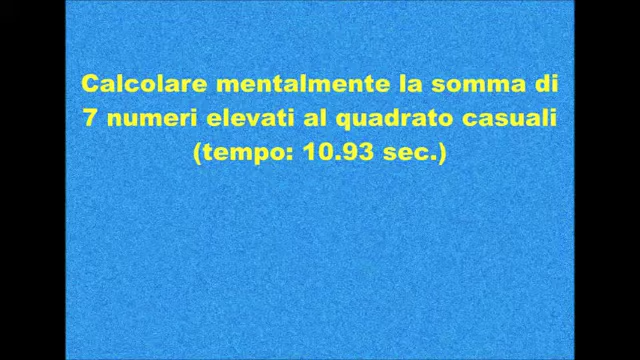 Calcolare mentalmente la somma di
7 numeri elevati al quadrato casuali
(tempo: 10.93 sec.)